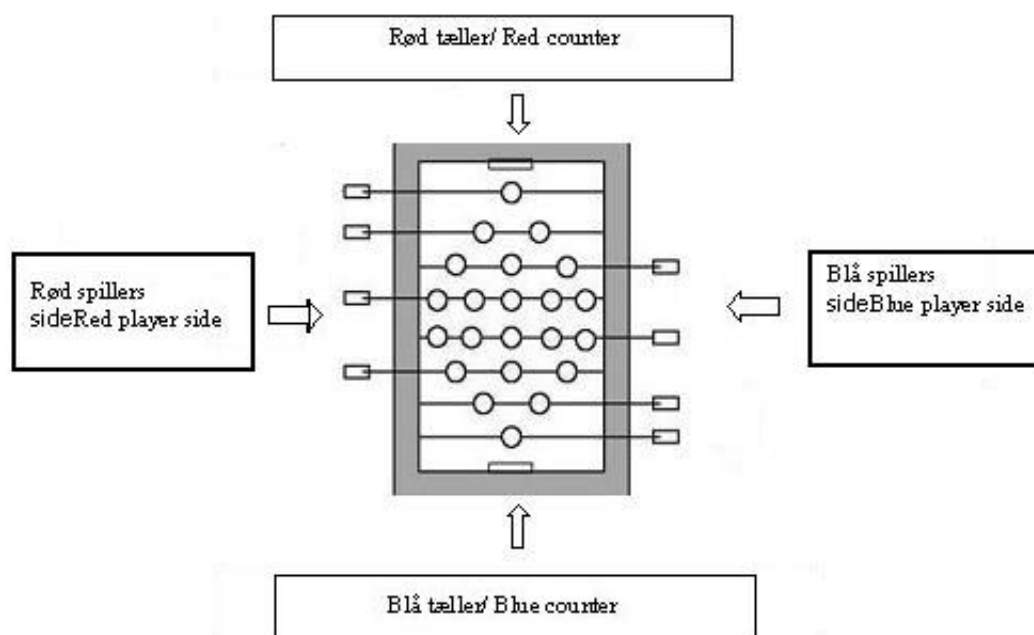 Rød tæller/ Red counter
Rød spillers
sideRed player side
Blå spillers
sideBlue player side
Blå tæller/ Blue counter